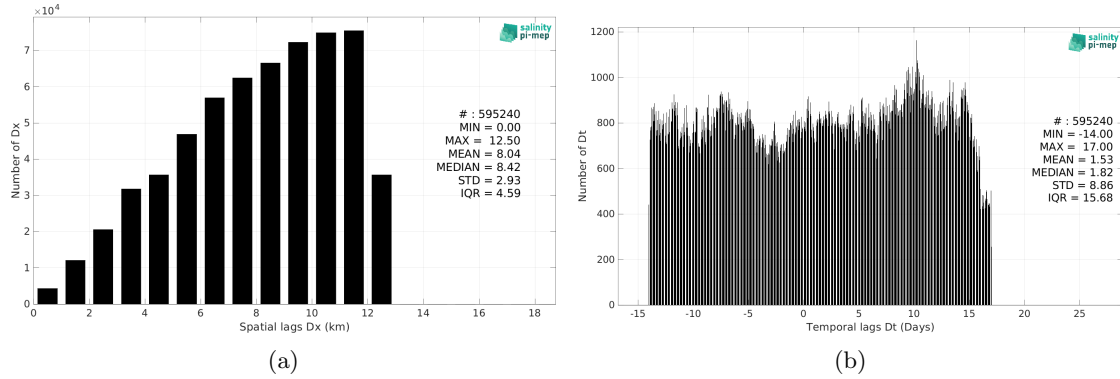 ×10⁴
7
6
5
4
3
2
1
0
Number of Dx
salinity
pi-mep
# : 595240
MIN = 0.00
MAX = 12.50
MEAN = 8.04
MEDIAN = 8.42
STD = 2.93
IQR = 4.59
0 2 4 6 8 10 12 14 16 18
Spatial lags Dx (km)
(a)
1200
1000
800
600
400
200
0
Number of Dt
salinity
pi-mep
# : 595240
MIN = -14.00
MAX = 17.00
MEAN = 1.53
MEDIAN = 1.82
STD = 8.86
IQR = 15.68
-15 -10 -5 0 5 10 15 20 25
Temporal lags Dt (Days)
(b)